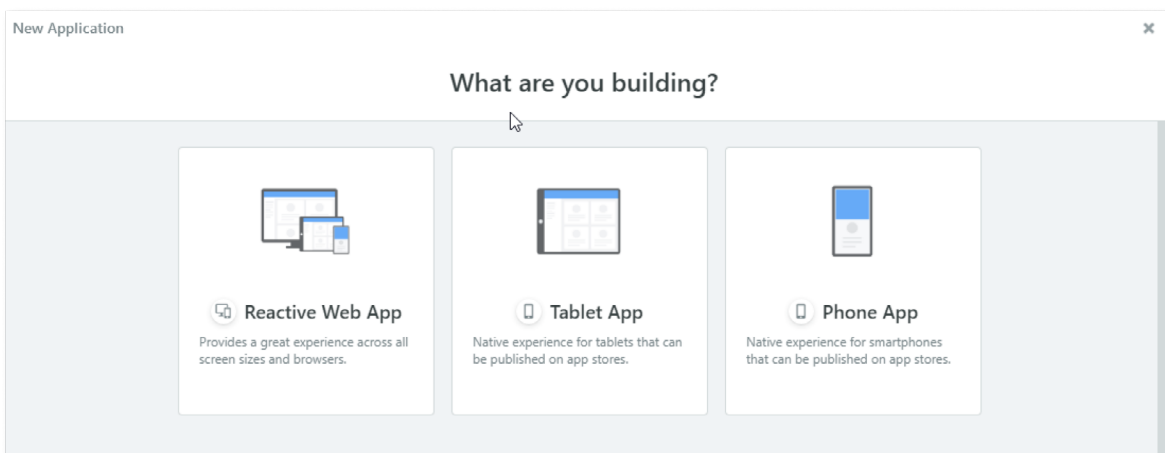 New Application
What are you building?
Reactive Web App
Provides a great experience across all
screen sizes and browsers.
Tablet App
Native experience for tablets that can
be published on app stores.
Phone App
Native experience for smartphones
that can be published on app stores.